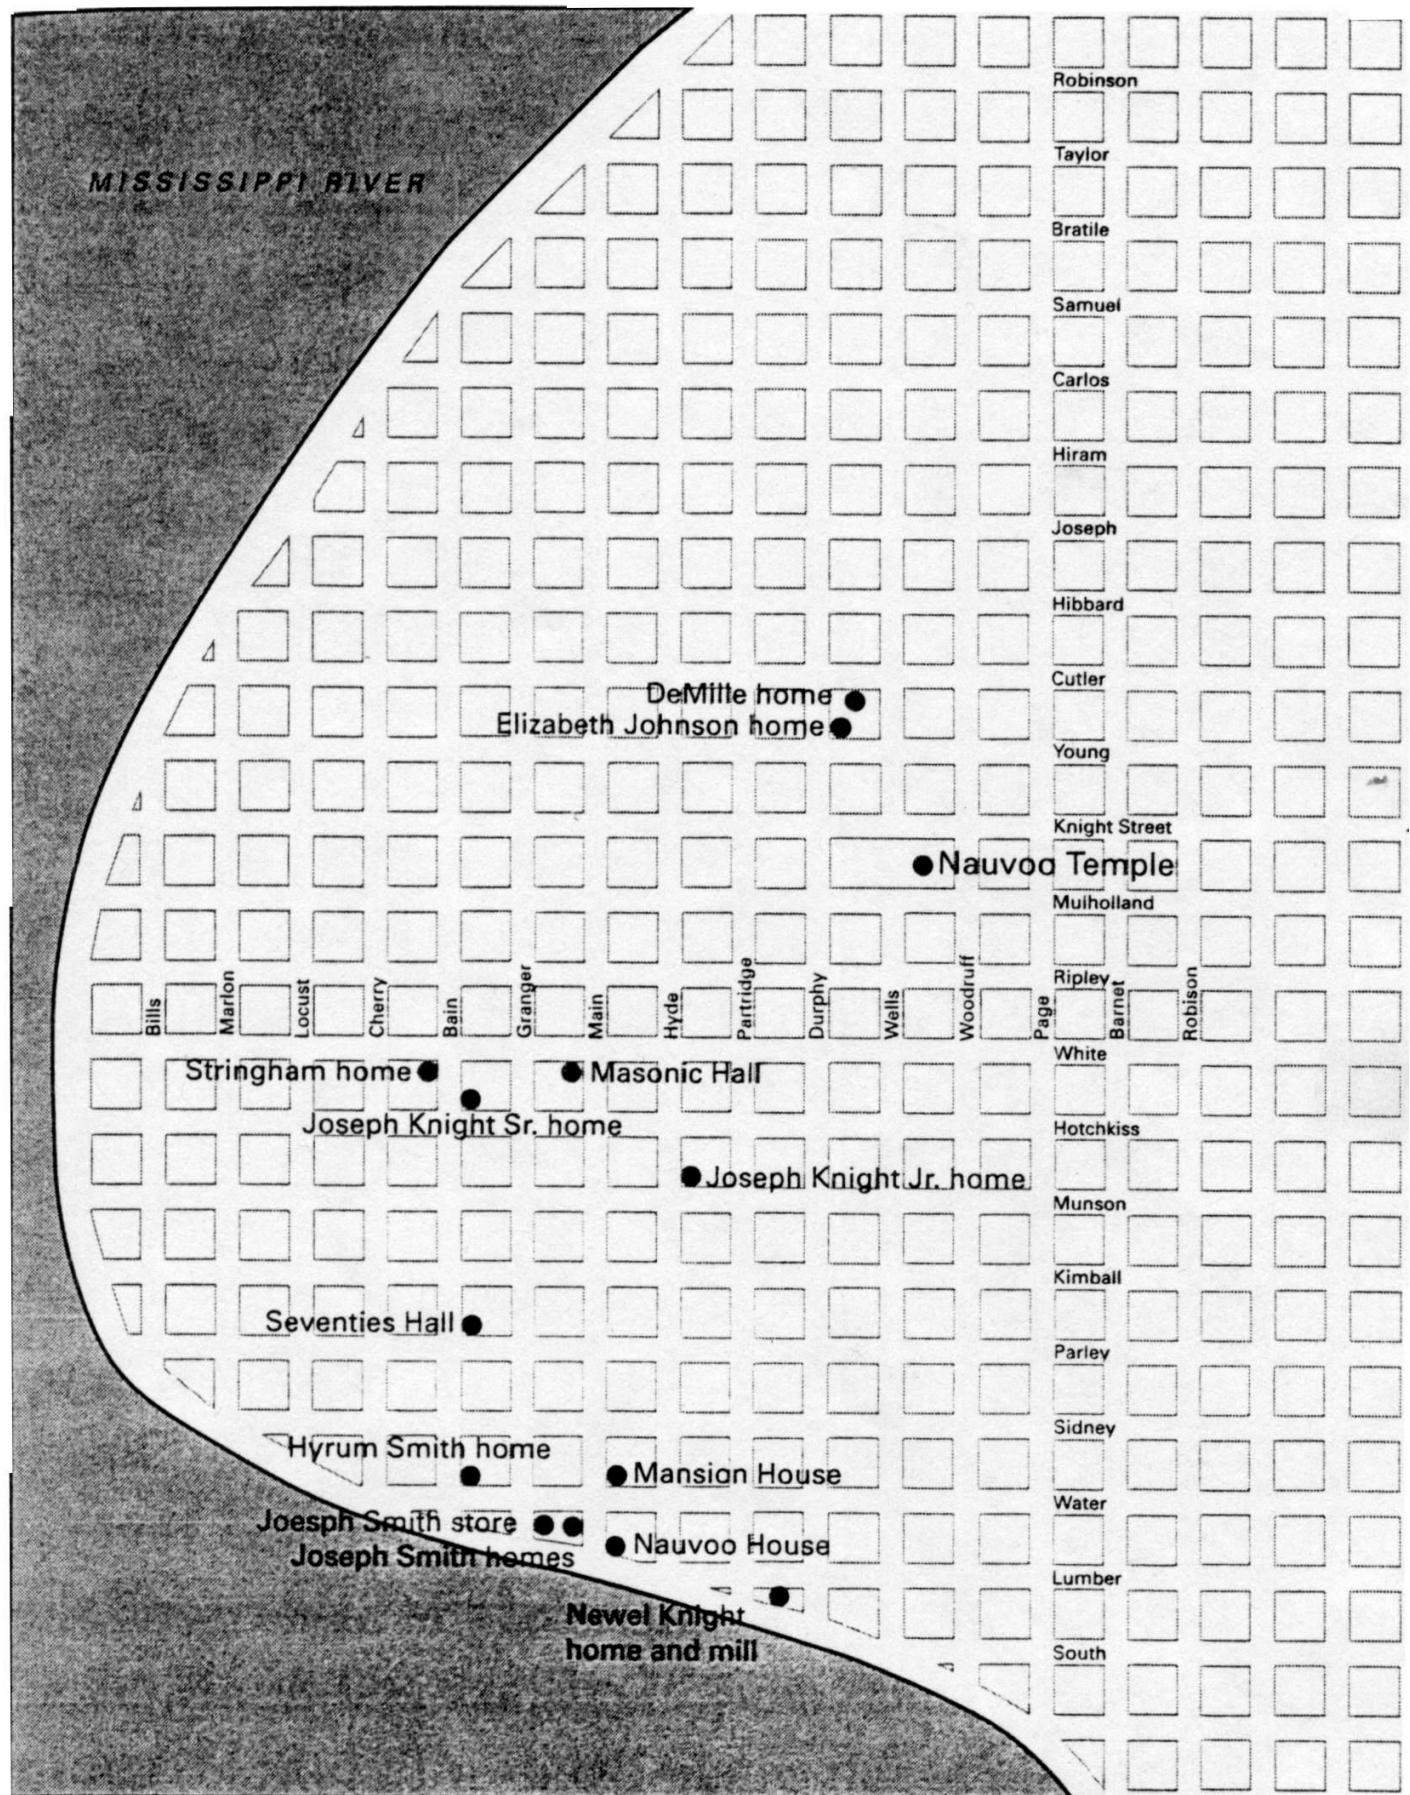 Robinson
MISSISSIPPI RIVER
Taylor
Bratile
Samuel
Carlos
Hiram
Joseph
Hibbard
Cutler
DeMille home
Elizabeth Johnson home
Young
Knight Street
Nauvoo Temple
Mulholland
Ripley
Bills
Marlon
Locust
Cherry
Bain
Granger
Main
Hyde
Partridge
Durphy
Wells
Woodruff
Page
Barnet
Robison
White
Stringham home
Masonic Hall
Joseph Knight Sr. home
Hotchkiss
Joseph Knight Jr. home
Munson
Kimball
Seventies Hall
Parley
Sidney
Hyrum Smith home
Mansion House
Water
Joesph Smith store
Nauvoo House
Joseph Smith homes
Lumber
Newel Knight
home and mill
South